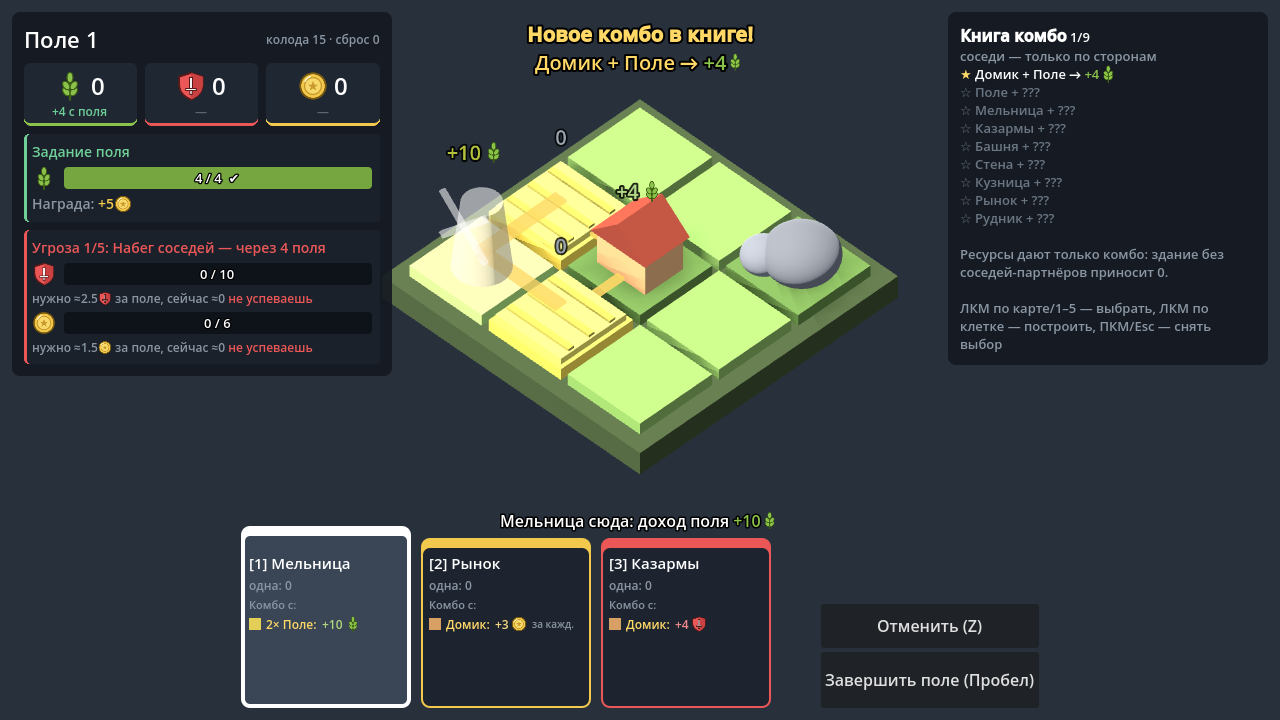 Поле 1
колода 15 · сброс 0
0
+4 с поля
0
—
0
—
Задание поля
4 / 4 ✔
Награда: +5
Угроза 1/5: Набег соседей — через 4 поля
0 / 10
нужно ≈2.5 за поле, сейчас ≈0 не успеваешь
0 / 6
нужно ≈1.5 за поле, сейчас ≈0 не успеваешь
Новое комбо в книге!
Домик + Поле → +4
0
+10
+4
0
Книга комбо 1/9
соседи — только по сторонам
★ Домик + Поле → +4
☆ Поле + ???
☆ Мельница + ???
☆ Казармы + ???
☆ Башня + ???
☆ Стена + ???
☆ Кузница + ???
☆ Рынок + ???
☆ Рудник + ???
Ресурсы дают только комбо: здание без
соседей-партнёров приносит 0.
ЛКМ по карте/1–5 — выбрать, ЛКМ по
клетке — построить, ПКМ/Esc — снять
выбор
Мельница сюда: доход поля +10
[1] Мельница
одна: 0
Комбо с:
2× Поле: +10
[2] Рынок
одна: 0
Комбо с:
Домик: +3 за кажд.
[3] Казармы
одна: 0
Комбо с:
Домик: +4
Отменить (Z)
Завершить поле (Пробел)